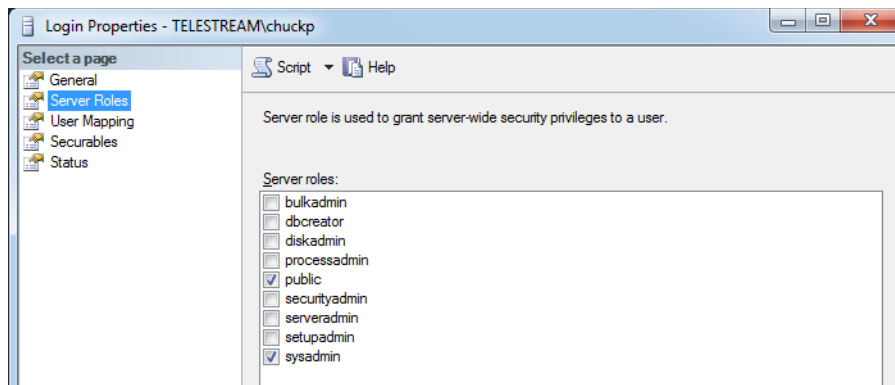 Login Properties - TELESTREAM\chuckp
Select a page
General
Server Roles
User Mapping
Securables
Status
Script Help
Server role is used to grant server-wide security privileges to a user.
Server roles:
bulkadmin
dbcreator
diskadmin
processadmin
public
securityadmin
serveradmin
setupadmin
sysadmin